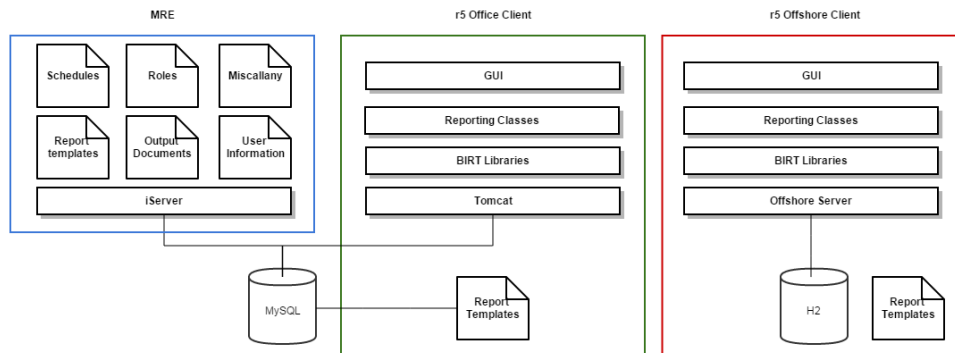 MRE
Schedules
Roles
Miscallany
Report
templates
Output
Documents
User
Information
iServer
MySQL
r5 Office Client
GUI
Reporting Classes
BIRT Libraries
Tomcat
Report
Templates
r5 Offshore Client
GUI
Reporting Classes
BIRT Libraries
Offshore Server
H2
Report
Templates